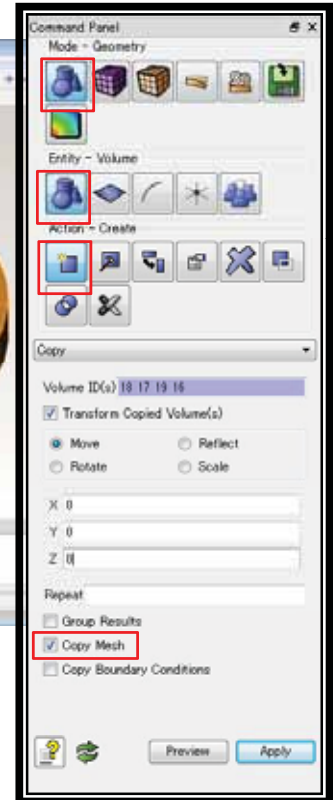 Command Panel
Mode - Geometry
Entity - Volume
Action - Create
Copy
Volume ID(s) 18 17 19 16
Transform Copied Volume(s)
Move Reflect
Rotate Scale
X 0
Y 0
Z 0
Repeat
Group Results
Copy Mesh
Copy Boundary Conditions
Preview Apply